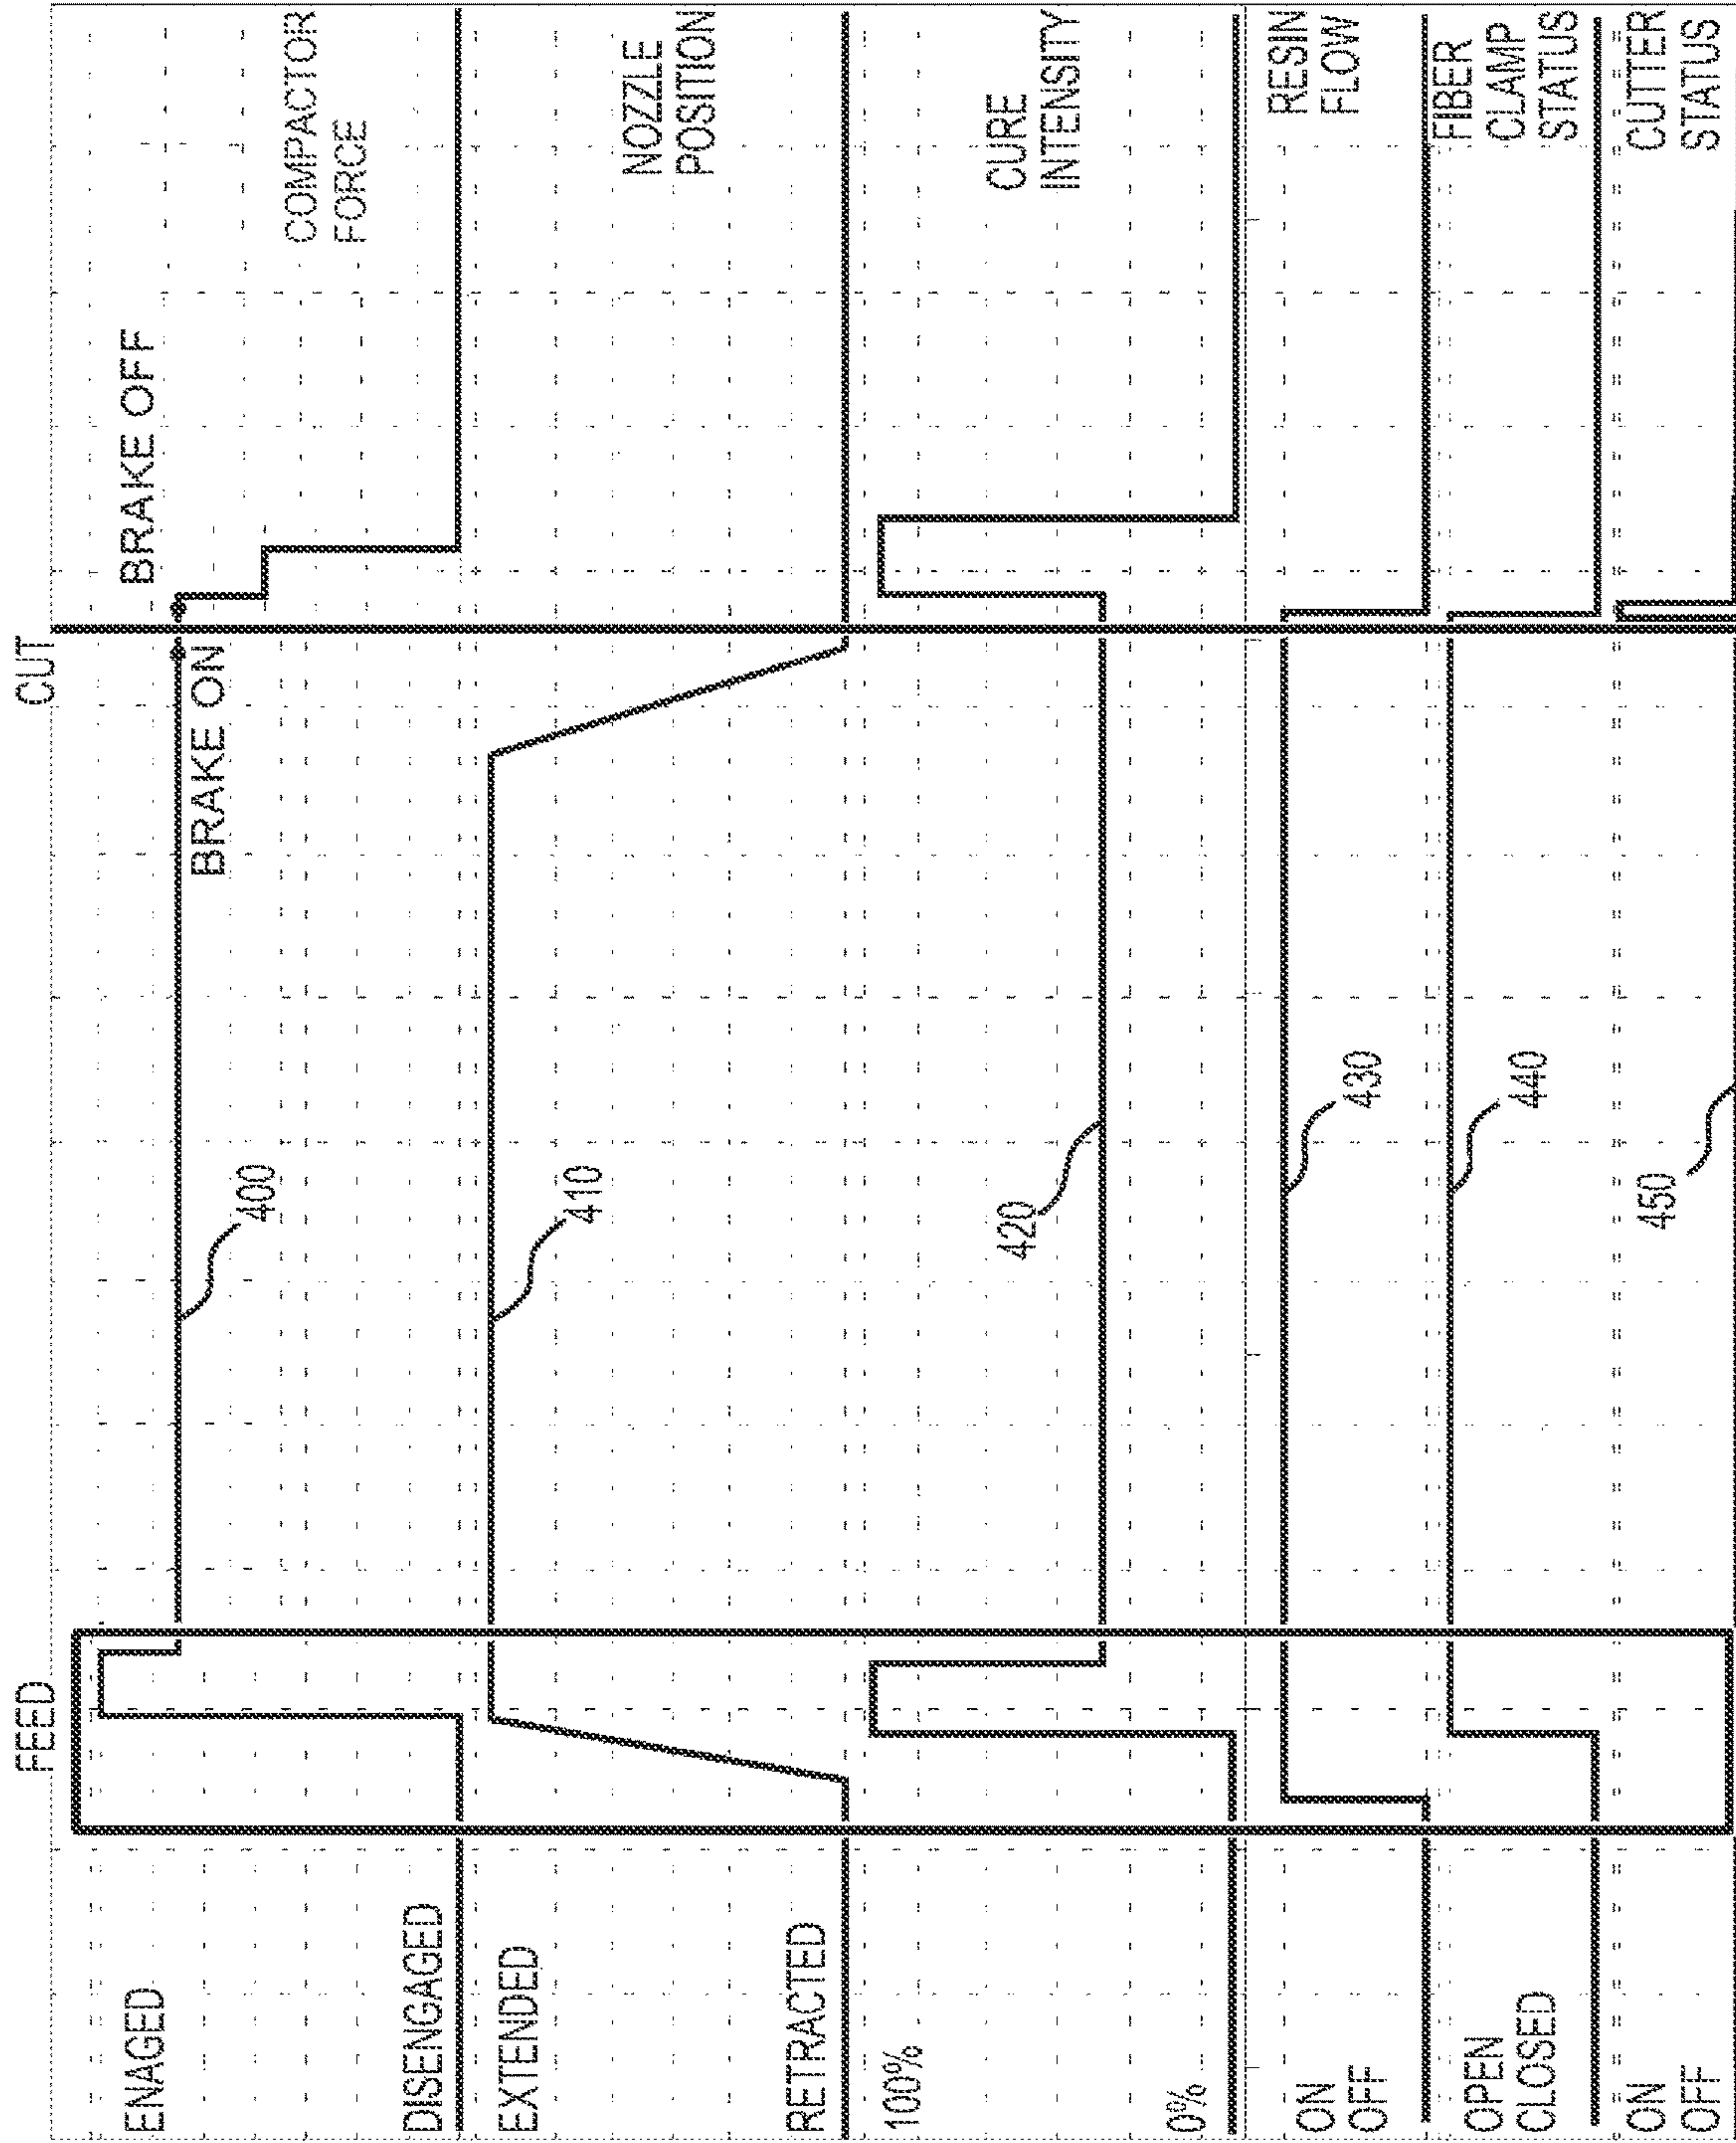 FEED
CUT
ENAGED
BRAKE OFF
BRAKE ON
COMPACTOR
FORCE
400
DISENGAGED
EXTENDED
NOZZLE
POSITION
410
RETRACTED
100%
CURE
INTENSITY
420
0%
ON
OFF
RESIN
FLOW
430
OPEN
CLOSED
FIBER
CLAMP
STATUS
440
ON
OFF
CUTTER
STATUS
450